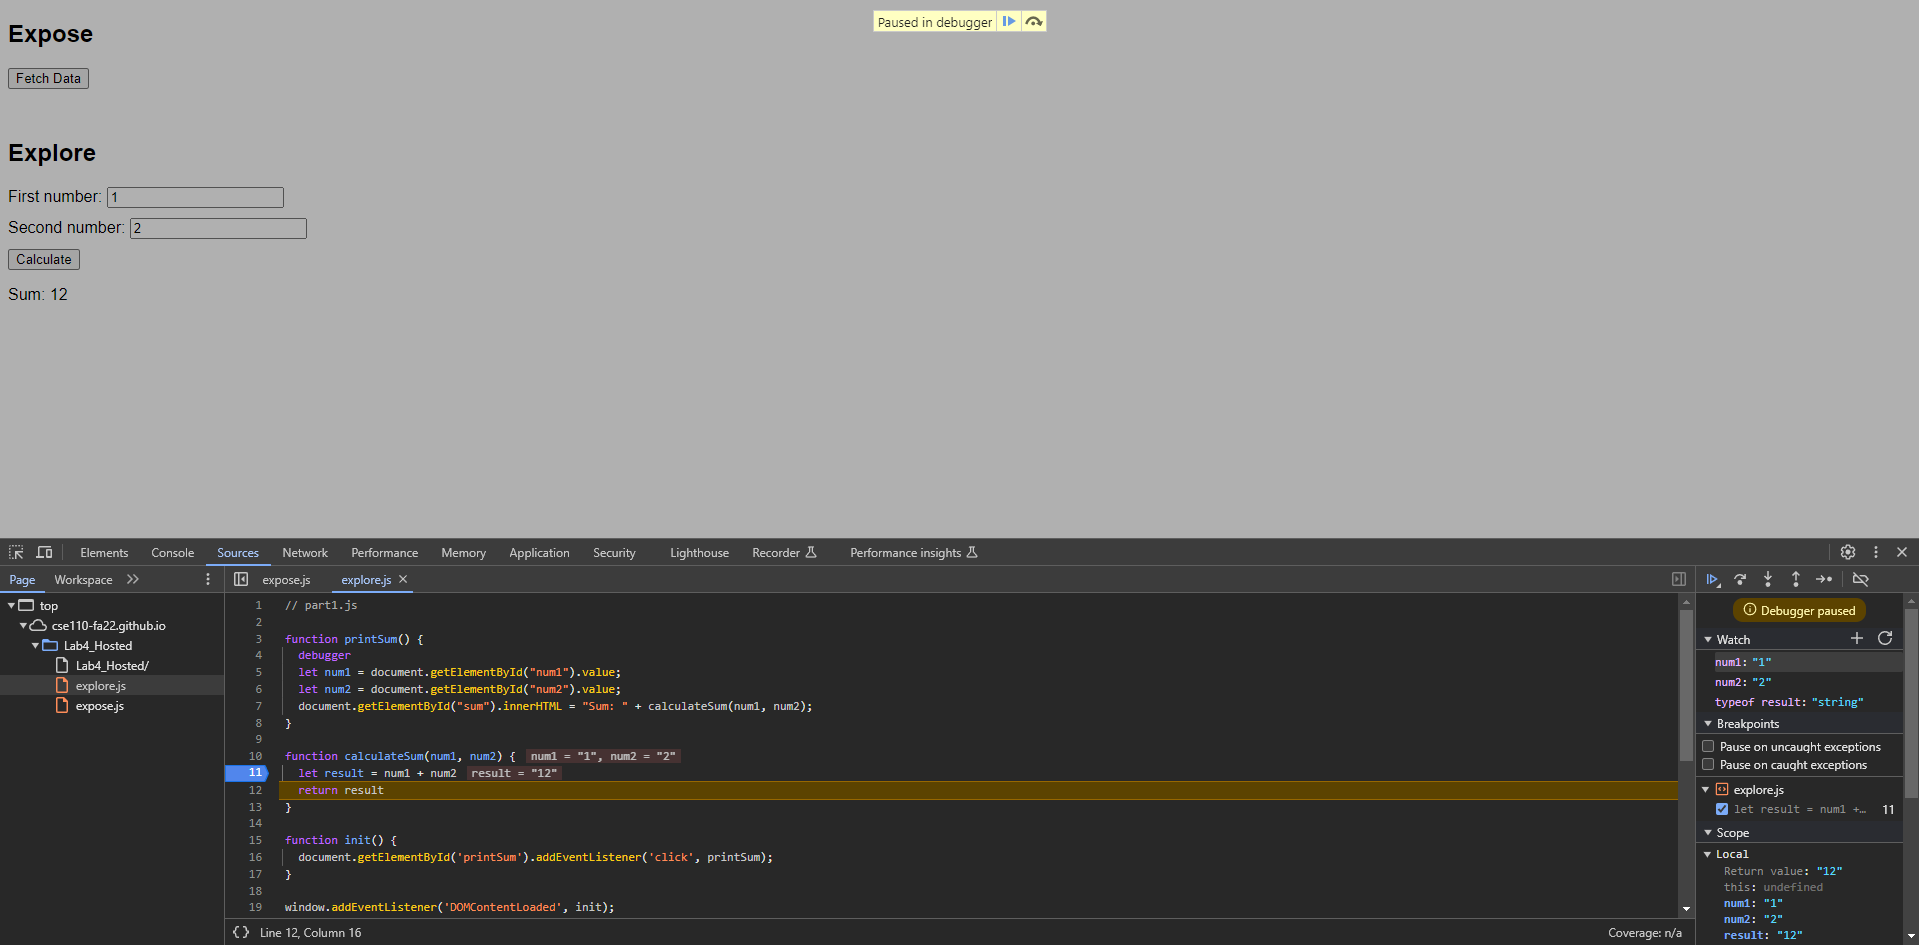 Paused in debugger
Expose
Fetch Data
Explore
First number: 1
Second number: 2
Calculate
Sum: 12
Elements Console Sources Network Performance Memory Application Security Lighthouse Recorder Performance insights
Page Workspace
top
cse110-fa22.github.io
Lab4_Hosted
Lab4_Hosted/
explore.js
expose.js
expose.js explore.js
1 // part1.js
2
3 function printSum() {
4 debugger
5 let num1 = document.getElementById("num1").value;
6 let num2 = document.getElementById("num2").value;
7 document.getElementById("sum").innerHTML = "Sum: " + calculateSum(num1, num2);
8 }
9
10 function calculateSum(num1, num2) { num1 = "1", num2 = "2"
11 let result = num1 + num2 result = "12"
12 return result
13 }
14
15 function init() {
16 document.getElementById('printSum').addEventListener('click', printSum);
17 }
18
19 window.addEventListener('DOMContentLoaded', init);
{} Line 12, Column 16
Coverage: n/a
Debugger paused
Watch
num1: "1"
num2: "2"
typeof result: "string"
Breakpoints
Pause on uncaught exceptions
Pause on caught exceptions
explore.js
let result = num1 +… 11
Scope
Local
Return value: "12"
this: undefined
num1: "1"
num2: "2"
result: "12"